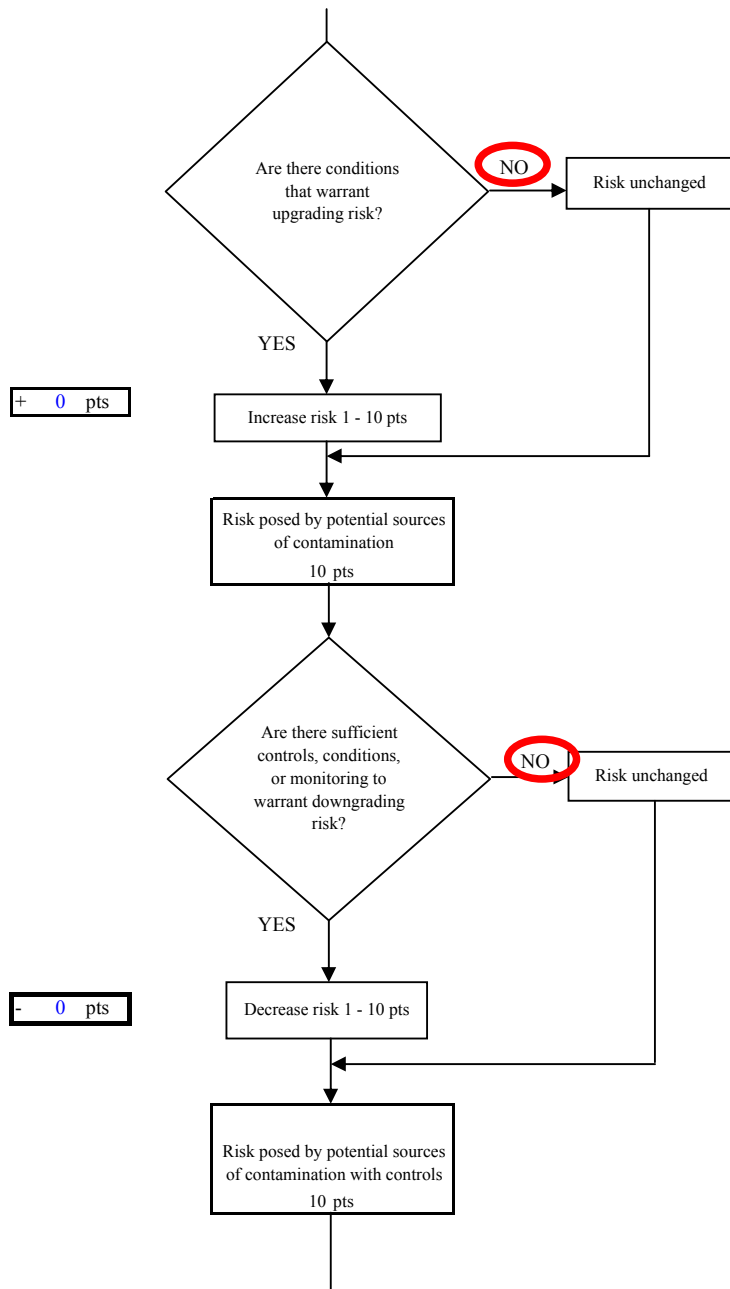 Are there conditions
that warrant
upgrading risk?
NO
Risk unchanged
YES
+ 0 pts
Increase risk 1 - 10 pts
Risk posed by potential sources
of contamination
10 pts
Are there sufficient
controls, conditions,
or monitoring to
warrant downgrading
risk?
NO
Risk unchanged
YES
- 0 pts
Decrease risk 1 - 10 pts
Risk posed by potential sources
of contamination with controls
10 pts